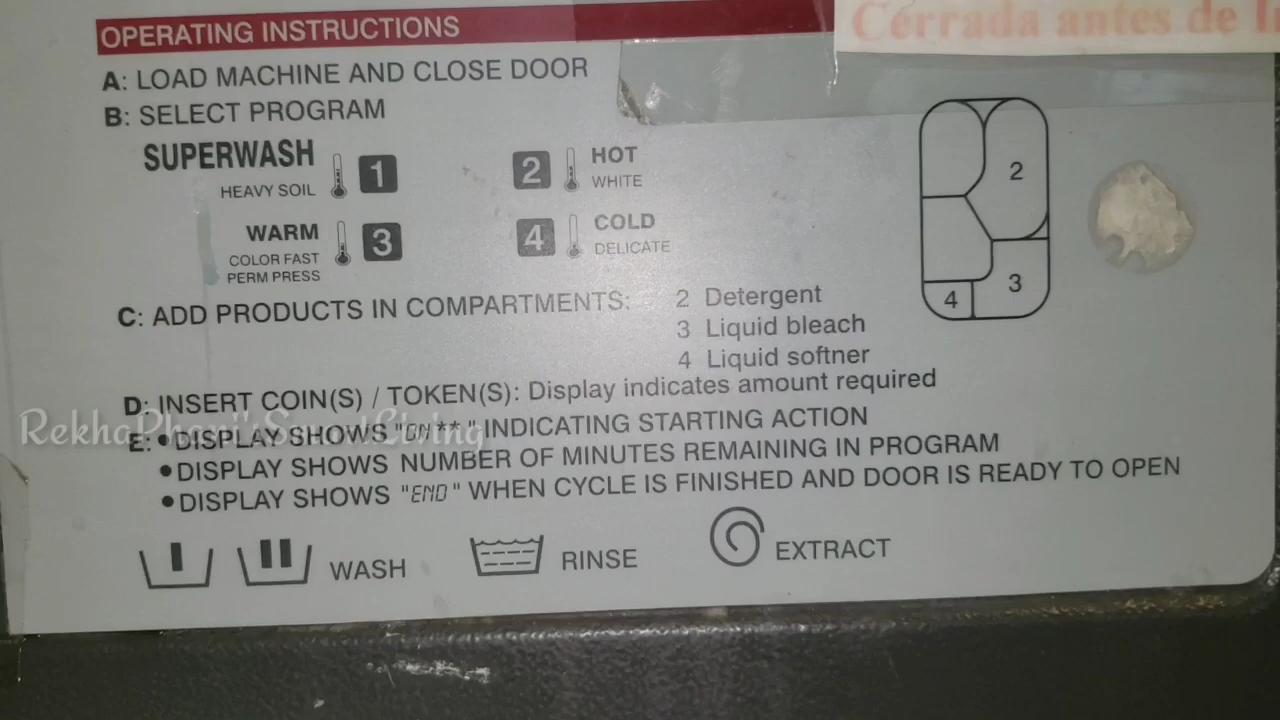 OPERATING INSTRUCTIONS
Cerrada antes de
A: LOAD MACHINE AND CLOSE DOOR
B: SELECT PROGRAM
SUPERWASH
HEAVY SOIL
1
2
HOT
WHITE
WARM
COLOR FAST
PERM PRESS
3
4
COLD
DELICATE
2
3
4
C: ADD PRODUCTS IN COMPARTMENTS:
2 Detergent
3 Liquid bleach
4 Liquid softner
D: INSERT COIN(S) / TOKEN(S): Display indicates amount required
E: •DISPLAY SHOWS "ON **" INDICATING STARTING ACTION
•DISPLAY SHOWS NUMBER OF MINUTES REMAINING IN PROGRAM
•DISPLAY SHOWS "END" WHEN CYCLE IS FINISHED AND DOOR IS READY TO OPEN
I II WASH
RINSE
EXTRACT